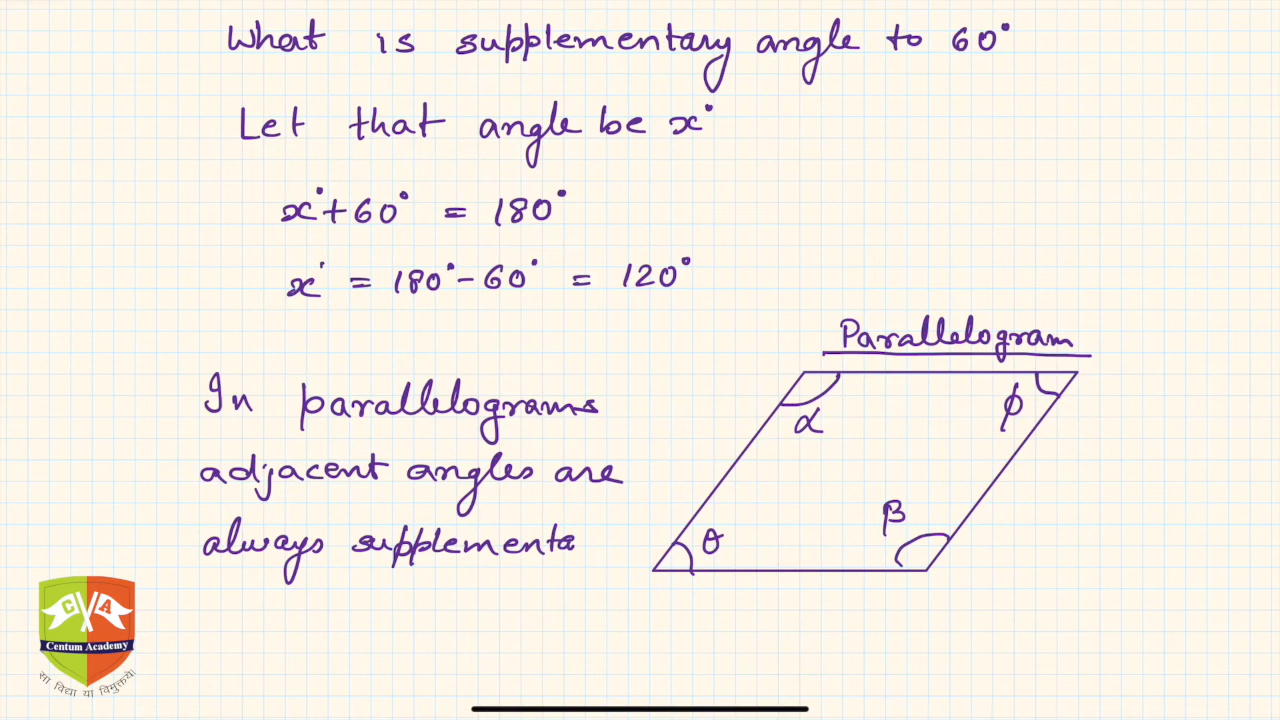 What is supplementary angle to 60°
Let that angle be x°
x° + 60° = 180°
x° = 180° - 60° = 120°
Parallelogram
In parallelograms
adjacent angles are
always supplementa
α
ϕ
β
θ
C A
Centum Academy
सा विद्या या विमुक्तये।